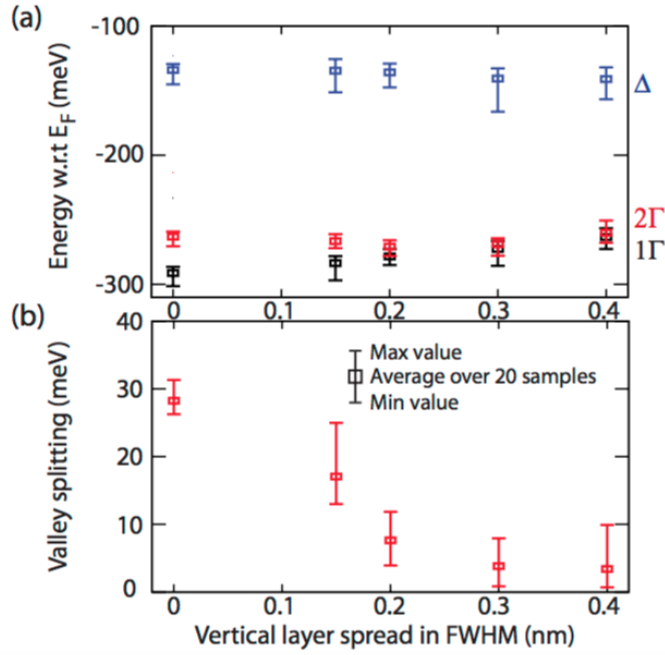 (a)
-100
-200
-300
Energy w.r.t E_F (meV)
Δ
2Γ
1Γ
0 0.1 0.2 0.3 0.4
(b)
40
30
20
10
0
Valley splitting (meV)
Max value
Average over 20 samples
Min value
0 0.1 0.2 0.3 0.4
Vertical layer spread in FWHM (nm)